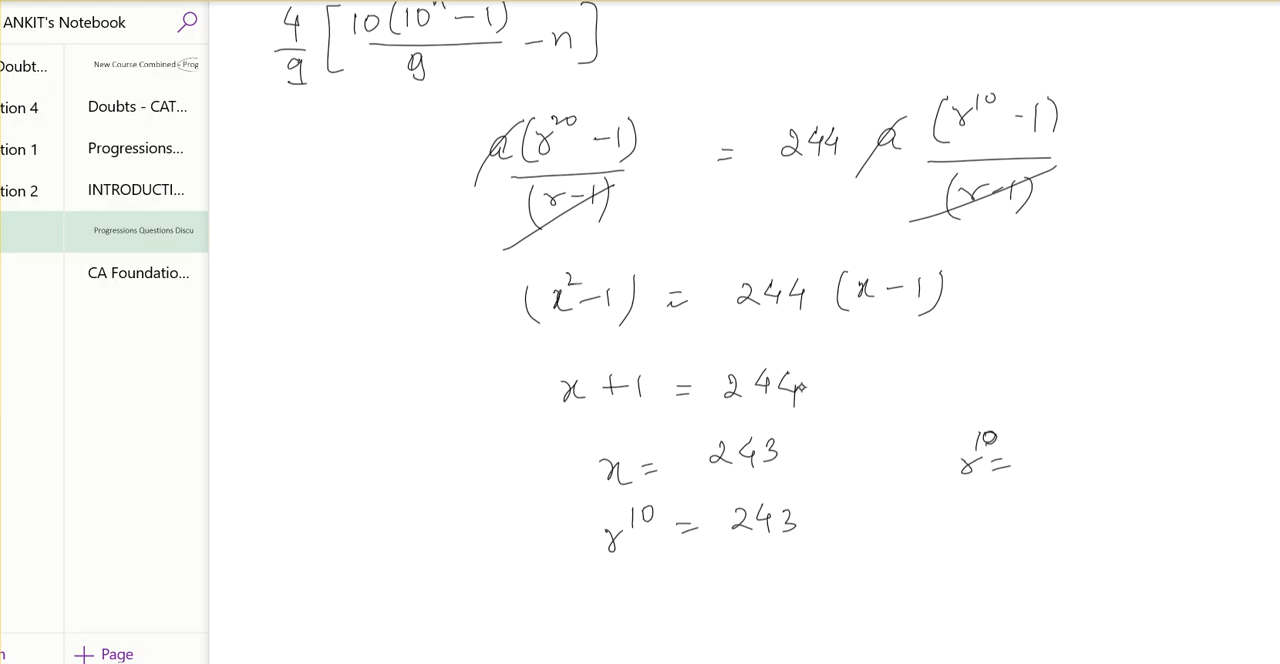 ANKIT's Notebook
Doubt...
tion 4
tion 1
tion 2
New Course Combined - Prog
Doubts - CAT...
Progressions...
INTRODUCTI...
Progressions Questions Discu
CA Foundatio...
+ Page
4/9 [10(10ⁿ - 1)/9 - n]
a(r²⁰ - 1)/(r - 1) = 244 a (r¹⁰ - 1)/(r - 1)
(x² - 1) = 244 (x - 1)
x + 1 = 244
x = 243
r¹⁰ =
r¹⁰ = 243